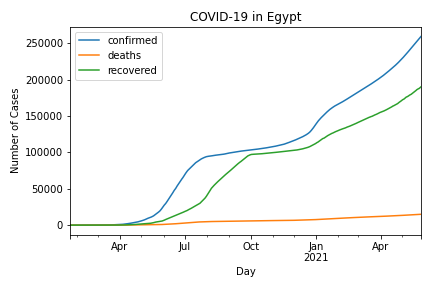 COVID-19 in Egypt
confirmed
deaths
recovered
Number of Cases
250000
200000
150000
100000
50000
0
Apr Jul Oct Jan Apr
2021
Day